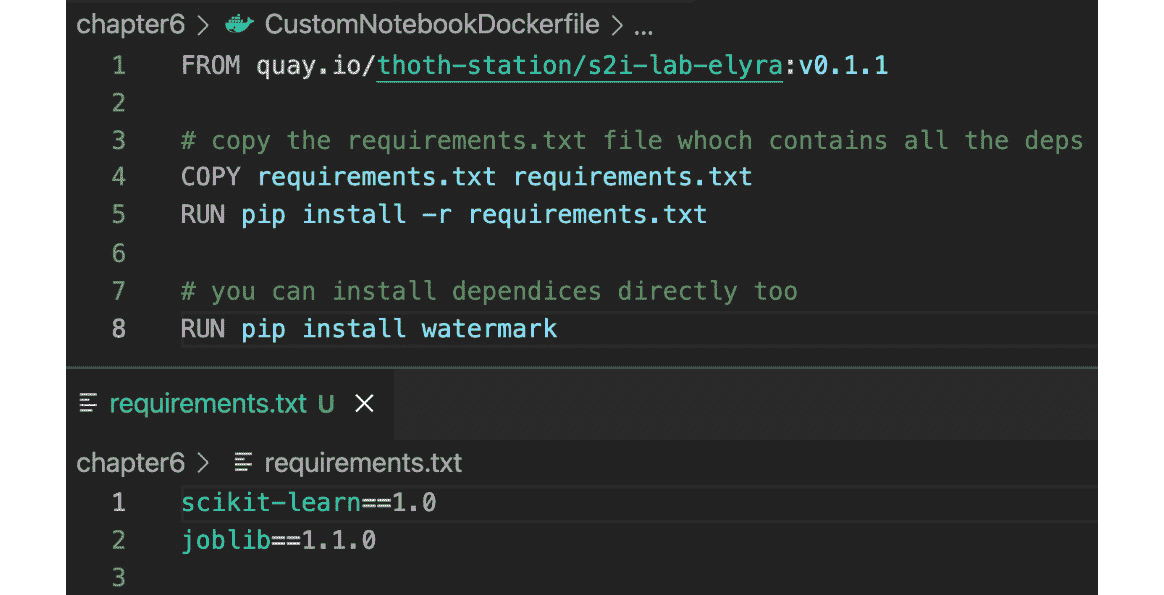 chapter6 > CustomNotebookDockerfile > ...
1 FROM quay.io/thoth-station/s2i-lab-elyra:v0.1.1
2
3 # copy the requirements.txt file whoch contains all the deps
4 COPY requirements.txt requirements.txt
5 RUN pip install -r requirements.txt
6
7 # you can install dependices directly too
8 RUN pip install watermark
requirements.txt U ×
chapter6 > requirements.txt
1 scikit-learn==1.0
2 joblib==1.1.0
3